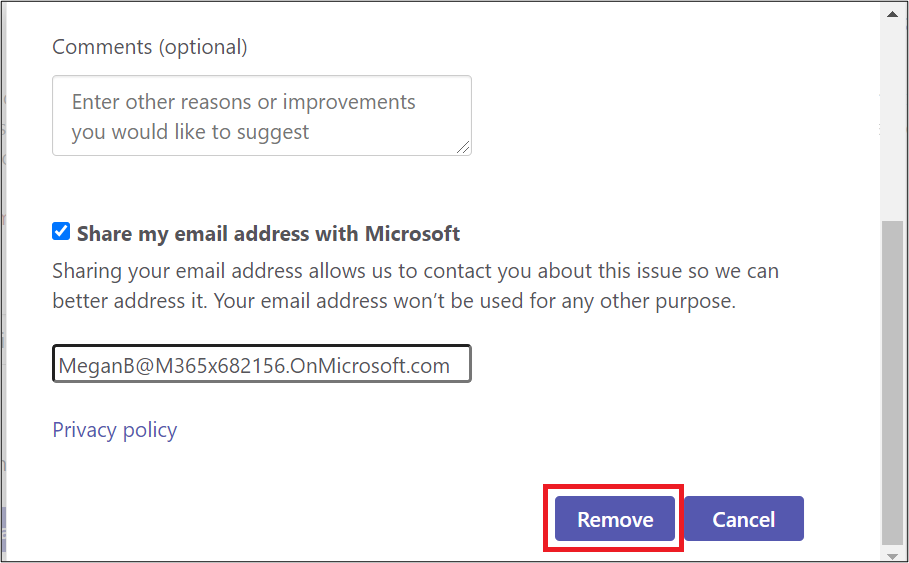 Comments (optional)
Enter other reasons or improvements
you would like to suggest
Share my email address with Microsoft
Sharing your email address allows us to contact you about this issue so we can
better address it. Your email address won’t be used for any other purpose.
MeganB@M365x682156.OnMicrosoft.com
Privacy policy
Remove
Cancel